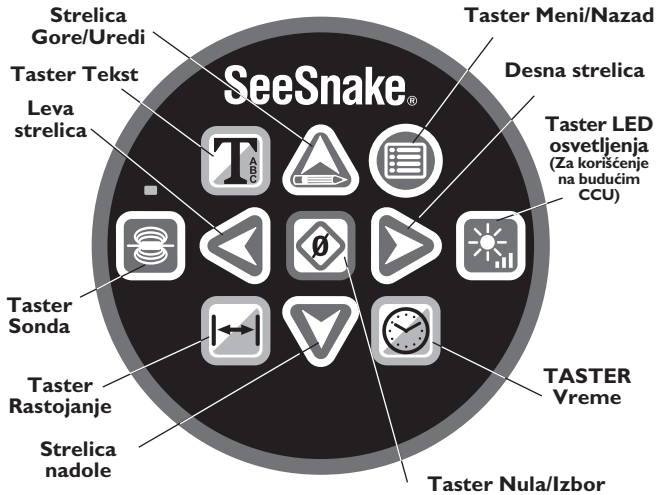 Strelica
Gore/Uredi
Taster Meni/Nazad
Taster Tekst
Desna strelica
Leva
strelica
Taster LED
osvetljenja
(Za korišćenje
na budućim
CCU)
SeeSnake®
T
A
B
C
Ø
Taster
Sonda
Taster
Rastojanje
TASTER
Vreme
Strelica
nadole
Taster Nula/Izbor